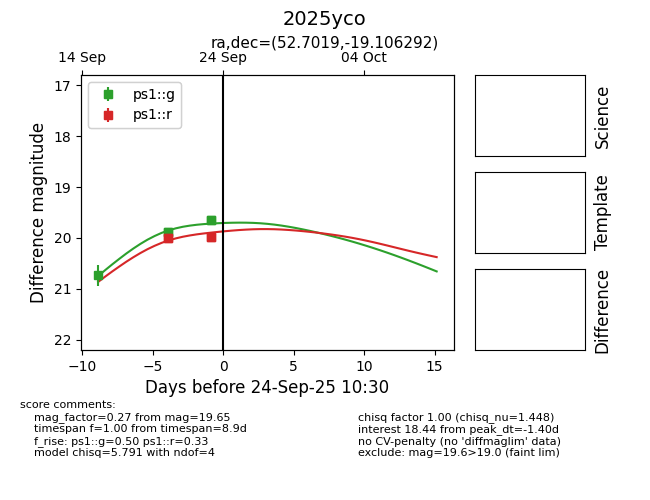 2025yco
ra,dec=(52.7019,-19.106292)
14 Sep 24 Sep 04 Oct
17
18
19
20
21
22
ps1::g
ps1::r
Difference magnitude
−10 −5 0 5 10 15
Days before 24-Sep-25 10:30
Science
Template
Difference
score comments:
mag_factor=0.27 from mag=19.65
timespan f=1.00 from timespan=8.9d
f_rise: ps1::g=0.50 ps1::r=0.33
model chisq=5.791 with ndof=4
chisq factor 1.00 (chisq_nu=1.448)
interest 18.44 from peak_dt=-1.40d
no CV-penalty (no 'diffmaglim' data)
exclude: mag=19.6>19.0 (faint lim)